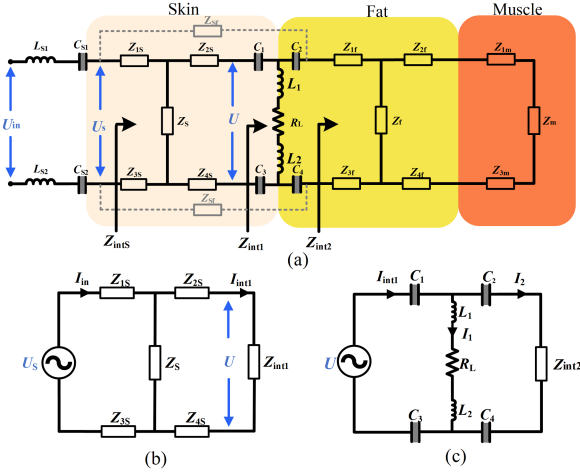 Skin Fat Muscle
LS1 CS1 Zsf
Z1S Z2S C1 C2 Z1f Z2f Z1m
L1
Uin Us ZS U RL Zf Zm
L2
LS2 CS2 Z3S Z4S C3 C4 Z3f Z4f Z3m
Zsf
ZintS Zint1 Zint2
(a)
Iin Z1S Z2S Iint1
US ZS U Zint1
Z3S Z4S
(b)
Iint1 C1 C2 I2
L1
I1
U RL Zint2
L2
C3 C4
(c)